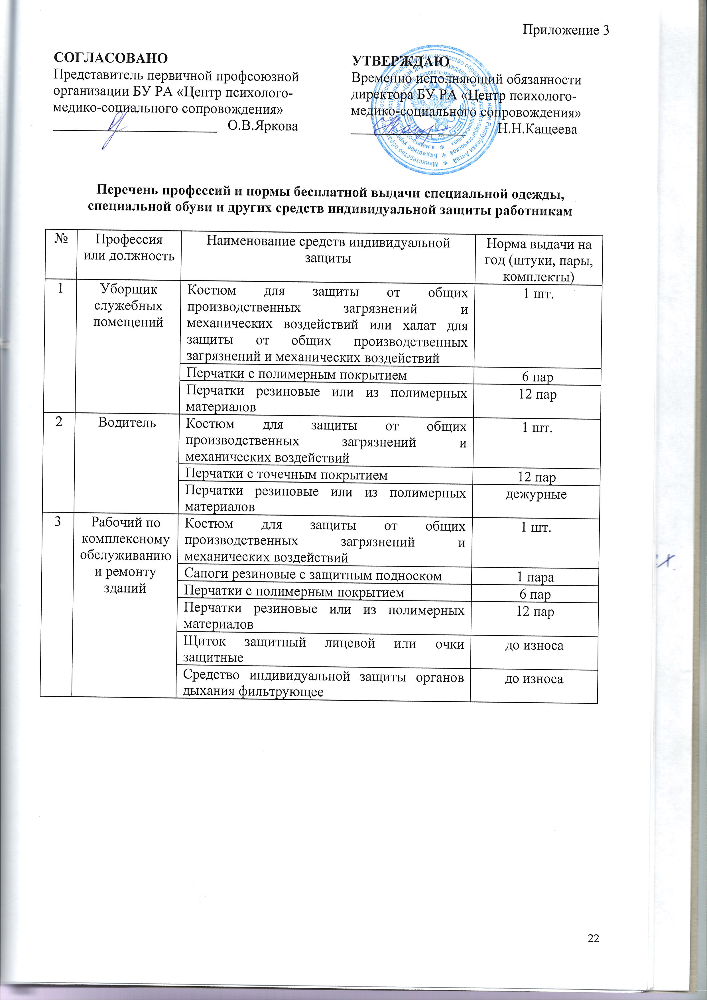 Приложение 3
СОГЛАСОВАНО
Представитель первичной профсоюзной
организации БУ РА «Центр психолого-
медико-социального сопровождения»
О.В.Яркова
УТВЕРЖДАЮ
Временно исполняющий обязанности
директора БУ РА «Центр психолого-
медико-социального сопровождения»
Н.Н.Кащеева
Перечень профессий и нормы бесплатной выдачи специальной одежды,
специальной обуви и других средств индивидуальной защиты работникам
№
Профессия
или должность
Наименование средств индивидуальной
защиты
Норма выдачи на
год (штуки, пары,
комплекты)
1
Уборщик
служебных
помещений
Костюм для защиты от общих
производственных загрязнений и
механических воздействий или халат для
защиты от общих производственных
загрязнений и механических воздействий
1 шт.
Перчатки с полимерным покрытием
6 пар
Перчатки резиновые или из полимерных
материалов
12 пар
2
Водитель
Костюм для защиты от общих
производственных загрязнений и
механических воздействий
1 шт.
Перчатки с точечным покрытием
12 пар
Перчатки резиновые или из полимерных
материалов
дежурные
3
Рабочий по
комплексному
обслуживанию
и ремонту
зданий
Костюм для защиты от общих
производственных загрязнений и
механических воздействий
1 шт.
Сапоги резиновые с защитным подноском
1 пара
Перчатки с полимерным покрытием
6 пар
Перчатки резиновые или из полимерных
материалов
12 пар
Щиток защитный лицевой или очки
защитные
до износа
Средство индивидуальной защиты органов
дыхания фильтрующее
до износа
22